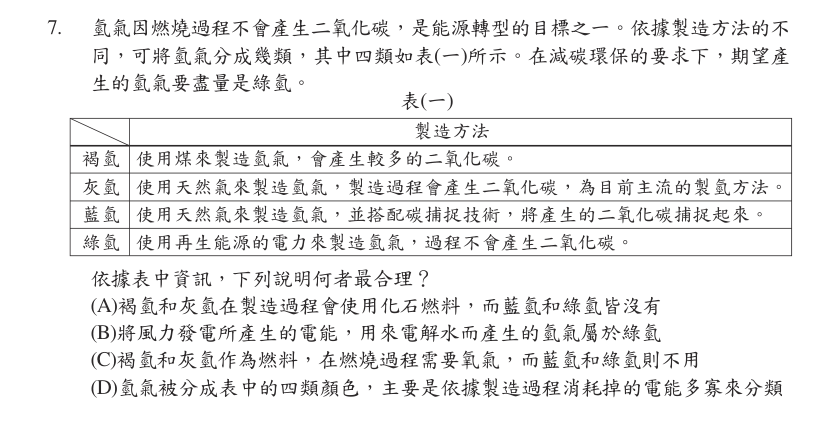 7. 氫氣因燃燒過程不會產生二氧化碳，是能源轉型的目標之一。依據製造方法的不
同，可將氫氣分成幾類，其中四類如表(一)所示。在減碳環保的要求下，期望產
生的氫氣要盡量是綠氫。
表(一)
製造方法
褐氫 使用煤來製造氫氣，會產生較多的二氧化碳。
灰氫 使用天然氣來製造氫氣，製造過程會產生二氧化碳，為目前主流的製氫方法。
藍氫 使用天然氣來製造氫氣，並搭配碳捕捉技術，將產生的二氧化碳捕捉起來。
綠氫 使用再生能源的電力來製造氫氣，過程不會產生二氧化碳。
依據表中資訊，下列說明何者最合理？
(A)褐氫和灰氫在製造過程會使用化石燃料，而藍氫和綠氫皆沒有
(B)將風力發電所產生的電能，用來電解水而產生的氫氣屬於綠氫
(C)褐氫和灰氫作為燃料，在燃燒過程需要氧氣，而藍氫和綠氫則不用
(D)氫氣被分成表中的四類顏色，主要是依據製造過程消耗掉的電能多寡來分類